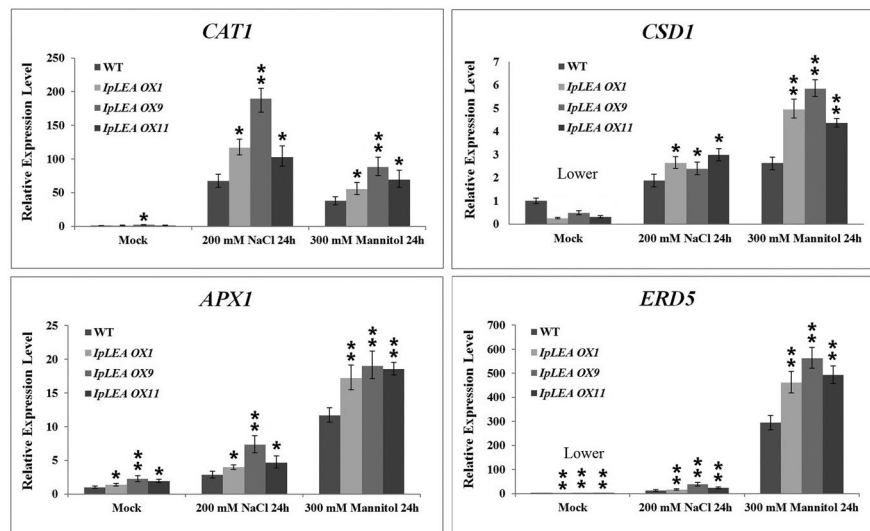 CAT1
Relative Expression Level
250
200
150
100
50
0
WT
IpLEA OX1
IpLEA OX9
IpLEA OX11
*
*
**
*
*
**
*
Mock
200 mM NaCl 24h
300 mM Mannitol 24h
CSD1
Relative Expression Level
7
6
5
4
3
2
1
0
WT
IpLEA OX1
IpLEA OX9
IpLEA OX11
Lower
*
*
*
**
**
**
Mock
200 mM NaCl 24h
300 mM Mannitol 24h
APX1
Relative Expression Level
25
20
15
10
5
0
WT
IpLEA OX1
IpLEA OX9
IpLEA OX11
*
**
*
*
**
*
**
**
**
Mock
200 mM NaCl 24h
300 mM Mannitol 24h
ERD5
Relative Expression Level
700
600
500
400
300
200
100
0
WT
IpLEA OX1
IpLEA OX9
IpLEA OX11
Lower
**
**
**
**
**
**
**
**
**
Mock
200 mM NaCl 24h
300 mM Mannitol 24h